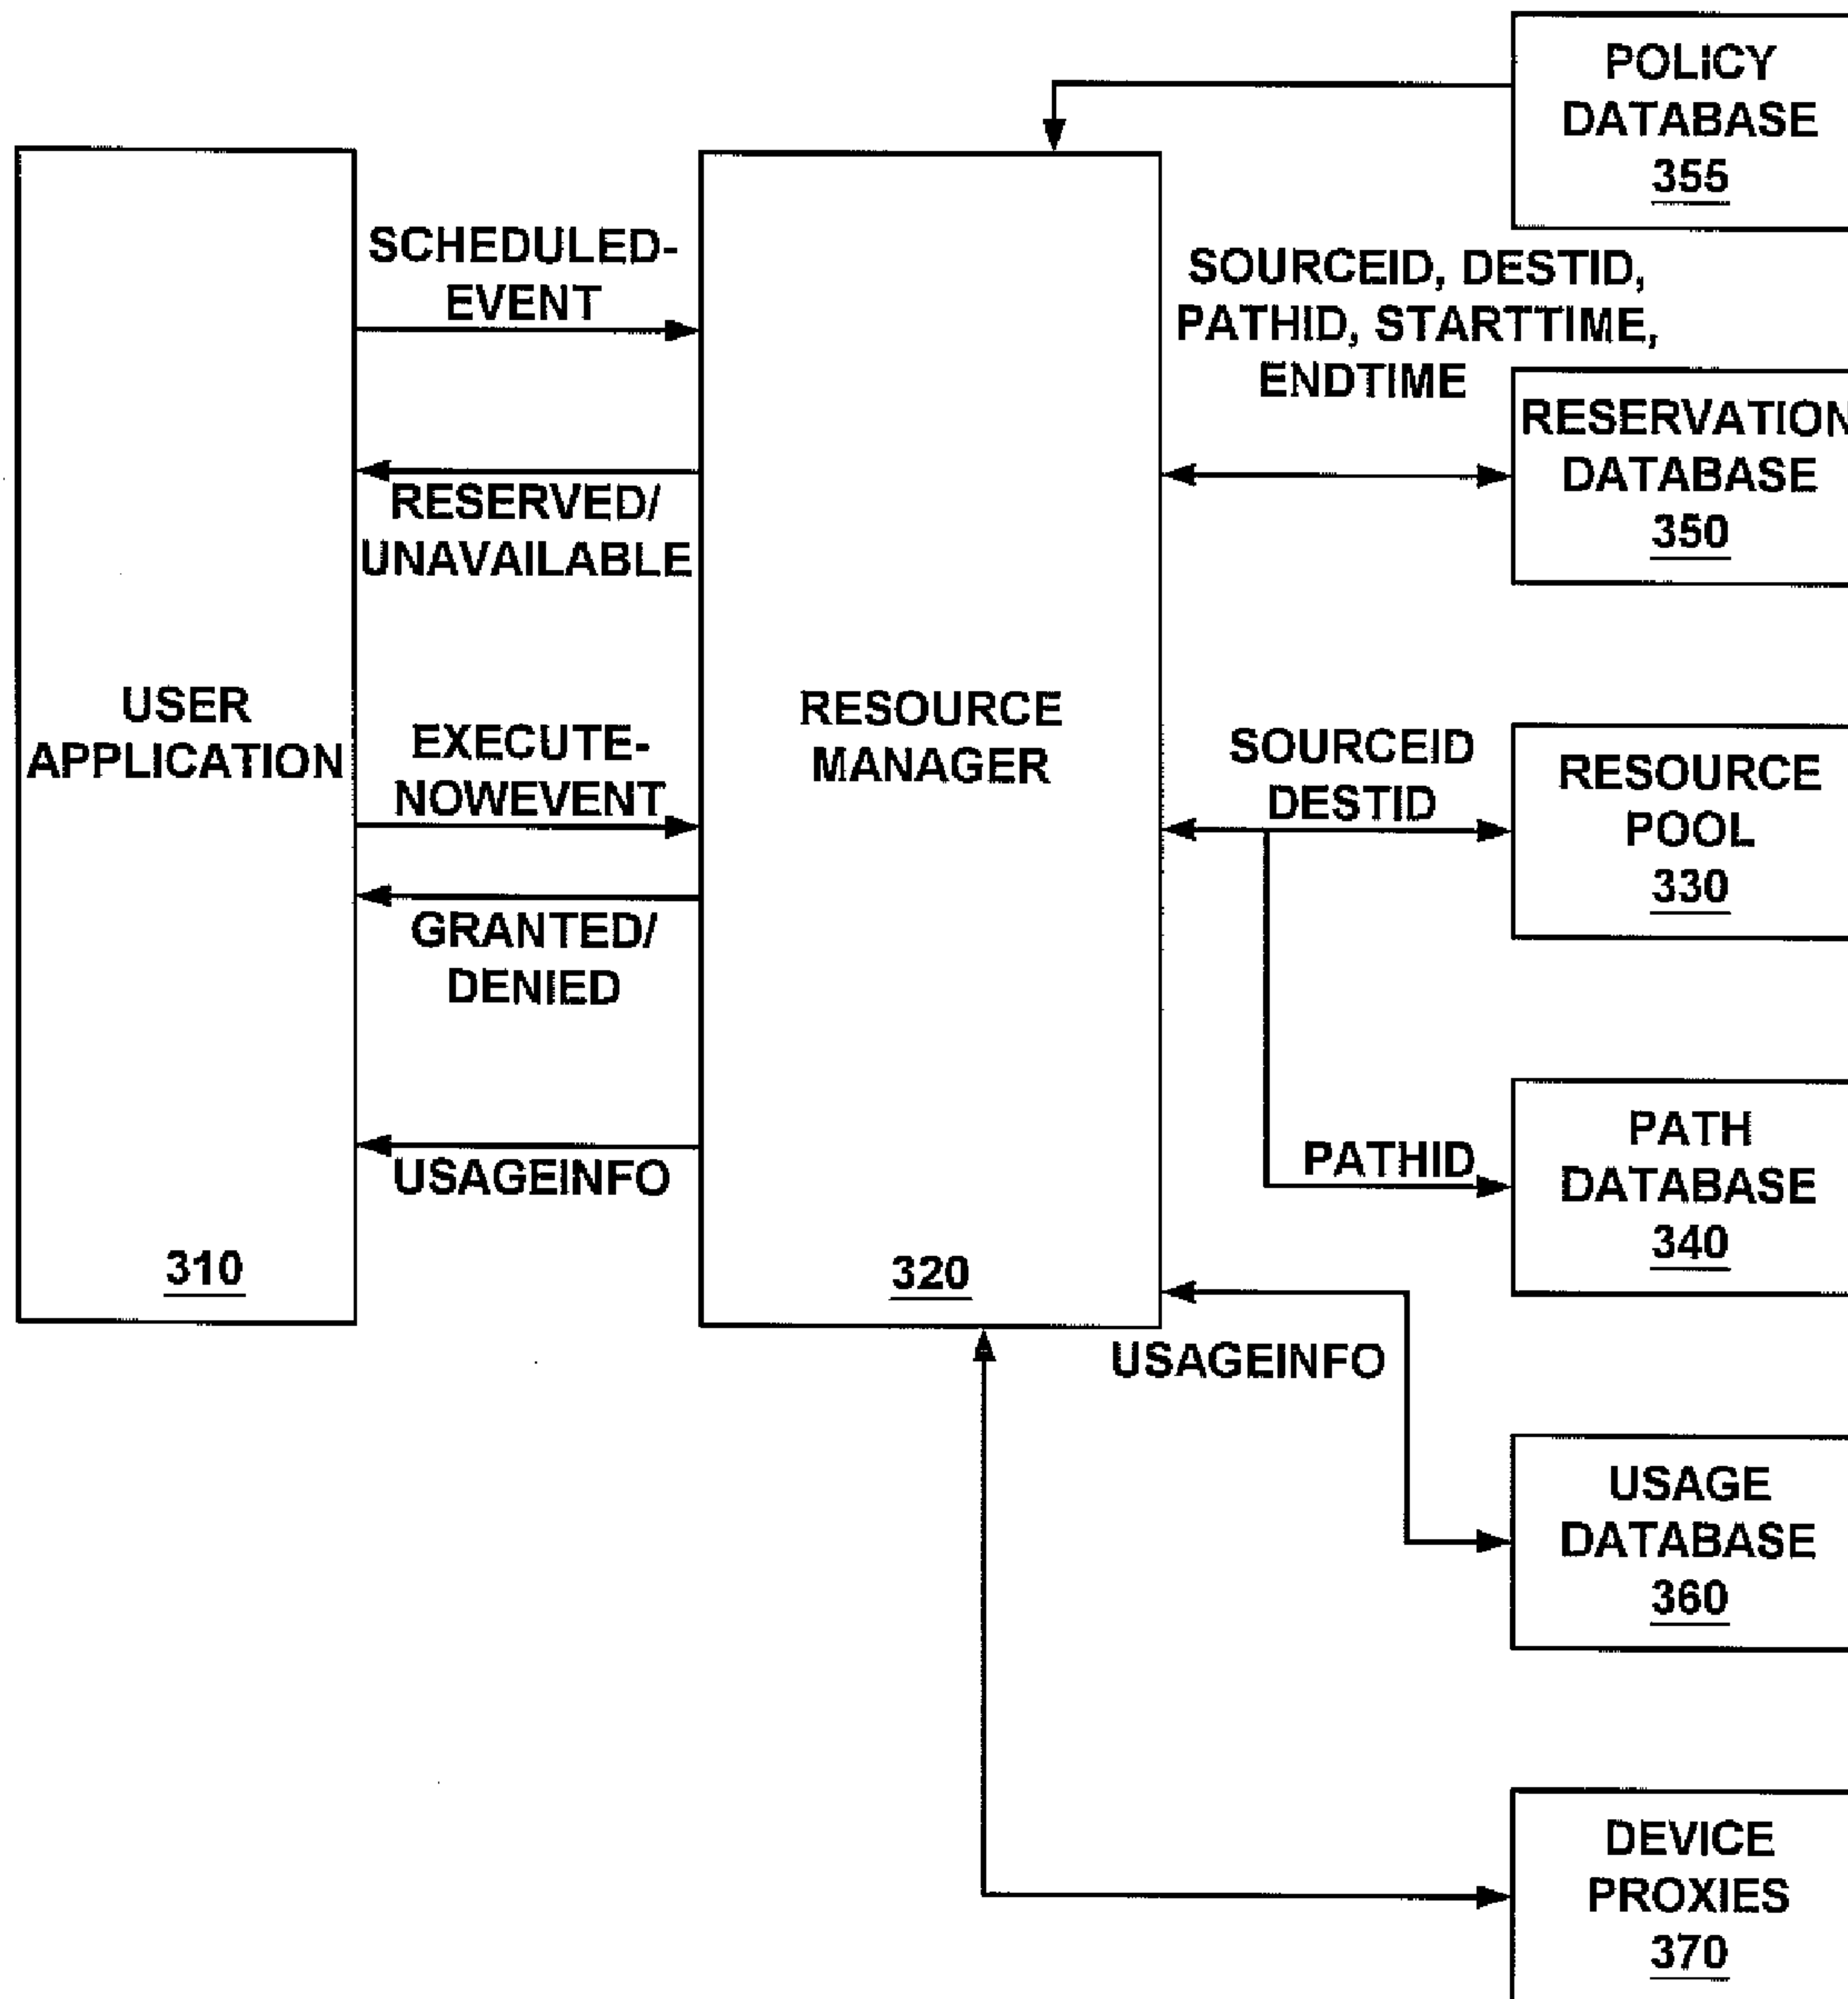 POLICY
DATABASE
355
SCHEDULED-
EVENT
SOURCEID, DESTID,
PATHID, STARTTIME,
ENDTIME
RESERVED/
UNAVAILABLE
RESERVATION
DATABASE
350
USER
APPLICATION
310
EXECUTE-
NOWEVENT
RESOURCE
MANAGER
320
SOURCEID
DESTID
RESOURCE
POOL
330
GRANTED/
DENIED
USAGEINFO
PATHID
PATH
DATABASE
340
USAGEINFO
USAGE
DATABASE
360
DEVICE
PROXIES
370